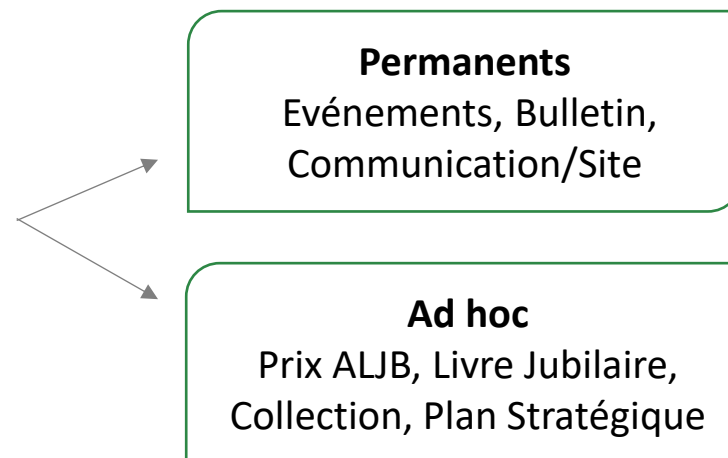 Permanents
Evénements, Bulletin,
Communication/Site
Ad hoc
Prix ALJB, Livre Jubilaire,
Collection, Plan Stratégique